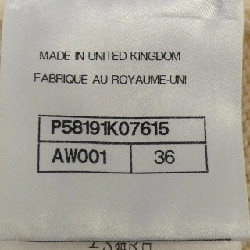 MADE IN UNITED KINGDOM
FABRIQUE AU ROYAUME-UNI
P58191K07615
AW001 36